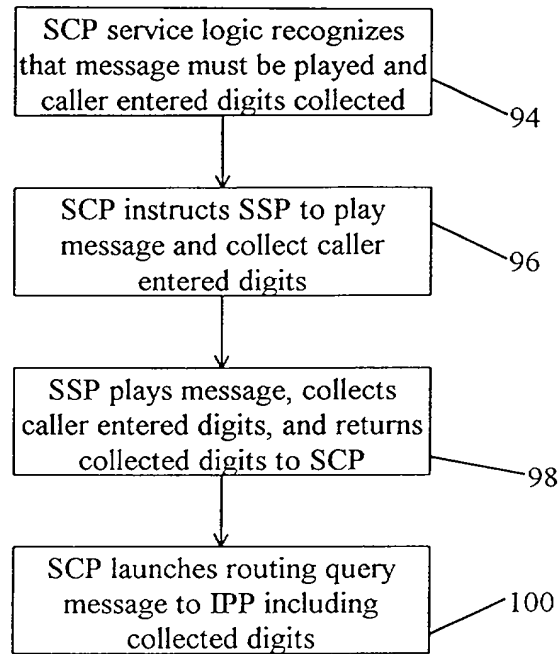 SCP service logic recognizes
that message must be played and
caller entered digits collected
94
SCP instructs SSP to play
message and collect caller
entered digits
96
SSP plays message, collects
caller entered digits, and returns
collected digits to SCP
98
SCP launches routing query
message to IPP including
collected digits
100